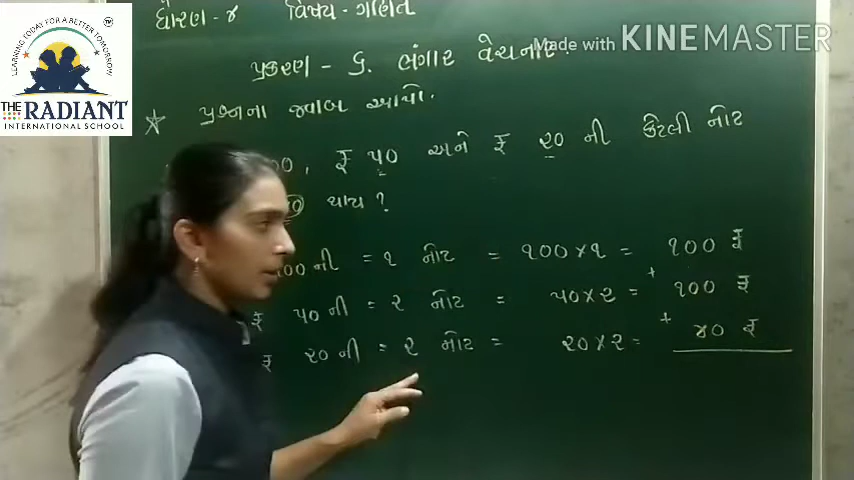 ધોરણ - ૪ વિષય - ગણિત
Made with KINEMASTER
LEARNING TODAY FOR A BETTER TOMORROW
THE RADIANT
INTERNATIONAL SCHOOL
પ્રકરણ - ૬. ભંગાર વેચનાર.
પ્રશ્નના જવાબ આપો.
, ₹ ૫૦ અને ₹ ૨૦ ની કેટલી નોટ
થાય ?
૧૦૦ ની = ૧ નોટ = ૧૦૦ × ૧ = ૧૦૦ ₹
₹ ૫૦ ની = ૨ નોટ = ૫૦ × ૨ = + ૧૦૦ ₹
₹ ૨૦ ની = ૨ નોટ = ૨૦ × ૨ = + ૪૦ ₹